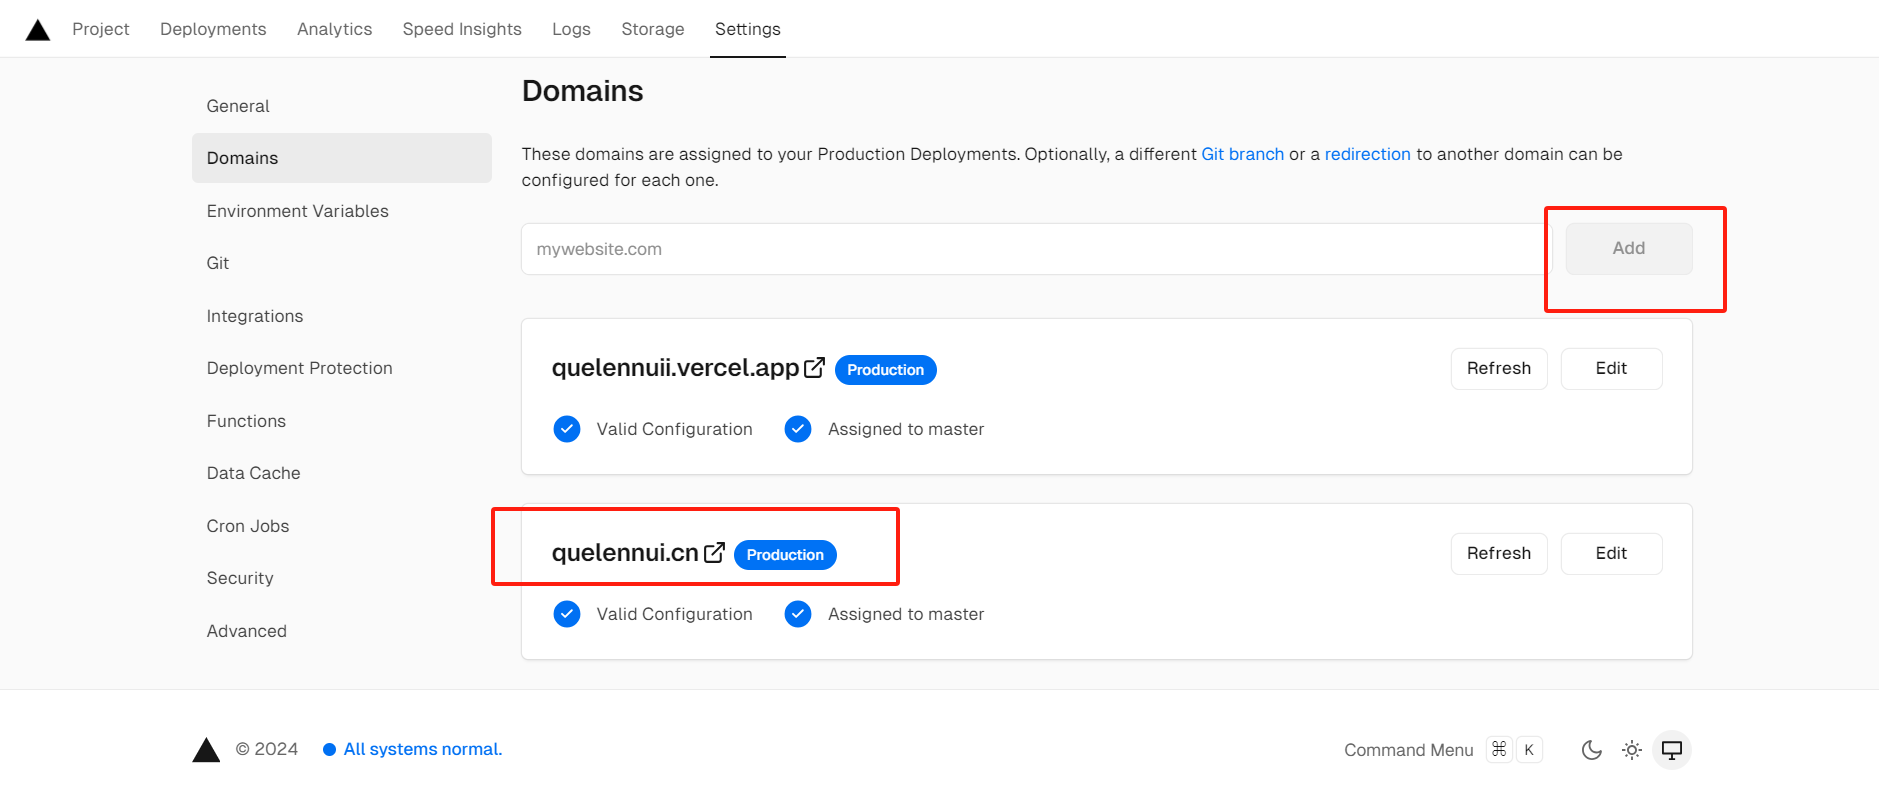 Project Deployments Analytics Speed Insights Logs Storage Settings
General
Domains
Environment Variables
Git
Integrations
Deployment Protection
Functions
Data Cache
Cron Jobs
Security
Advanced
Domains
These domains are assigned to your Production Deployments. Optionally, a different Git branch or a redirection to another domain can be
configured for each one.
mywebsite.com Add
quelennuii.vercel.app Production Refresh Edit
Valid Configuration Assigned to master
quelennui.cn Production Refresh Edit
Valid Configuration Assigned to master
© 2024 All systems normal. Command Menu ⌘ K